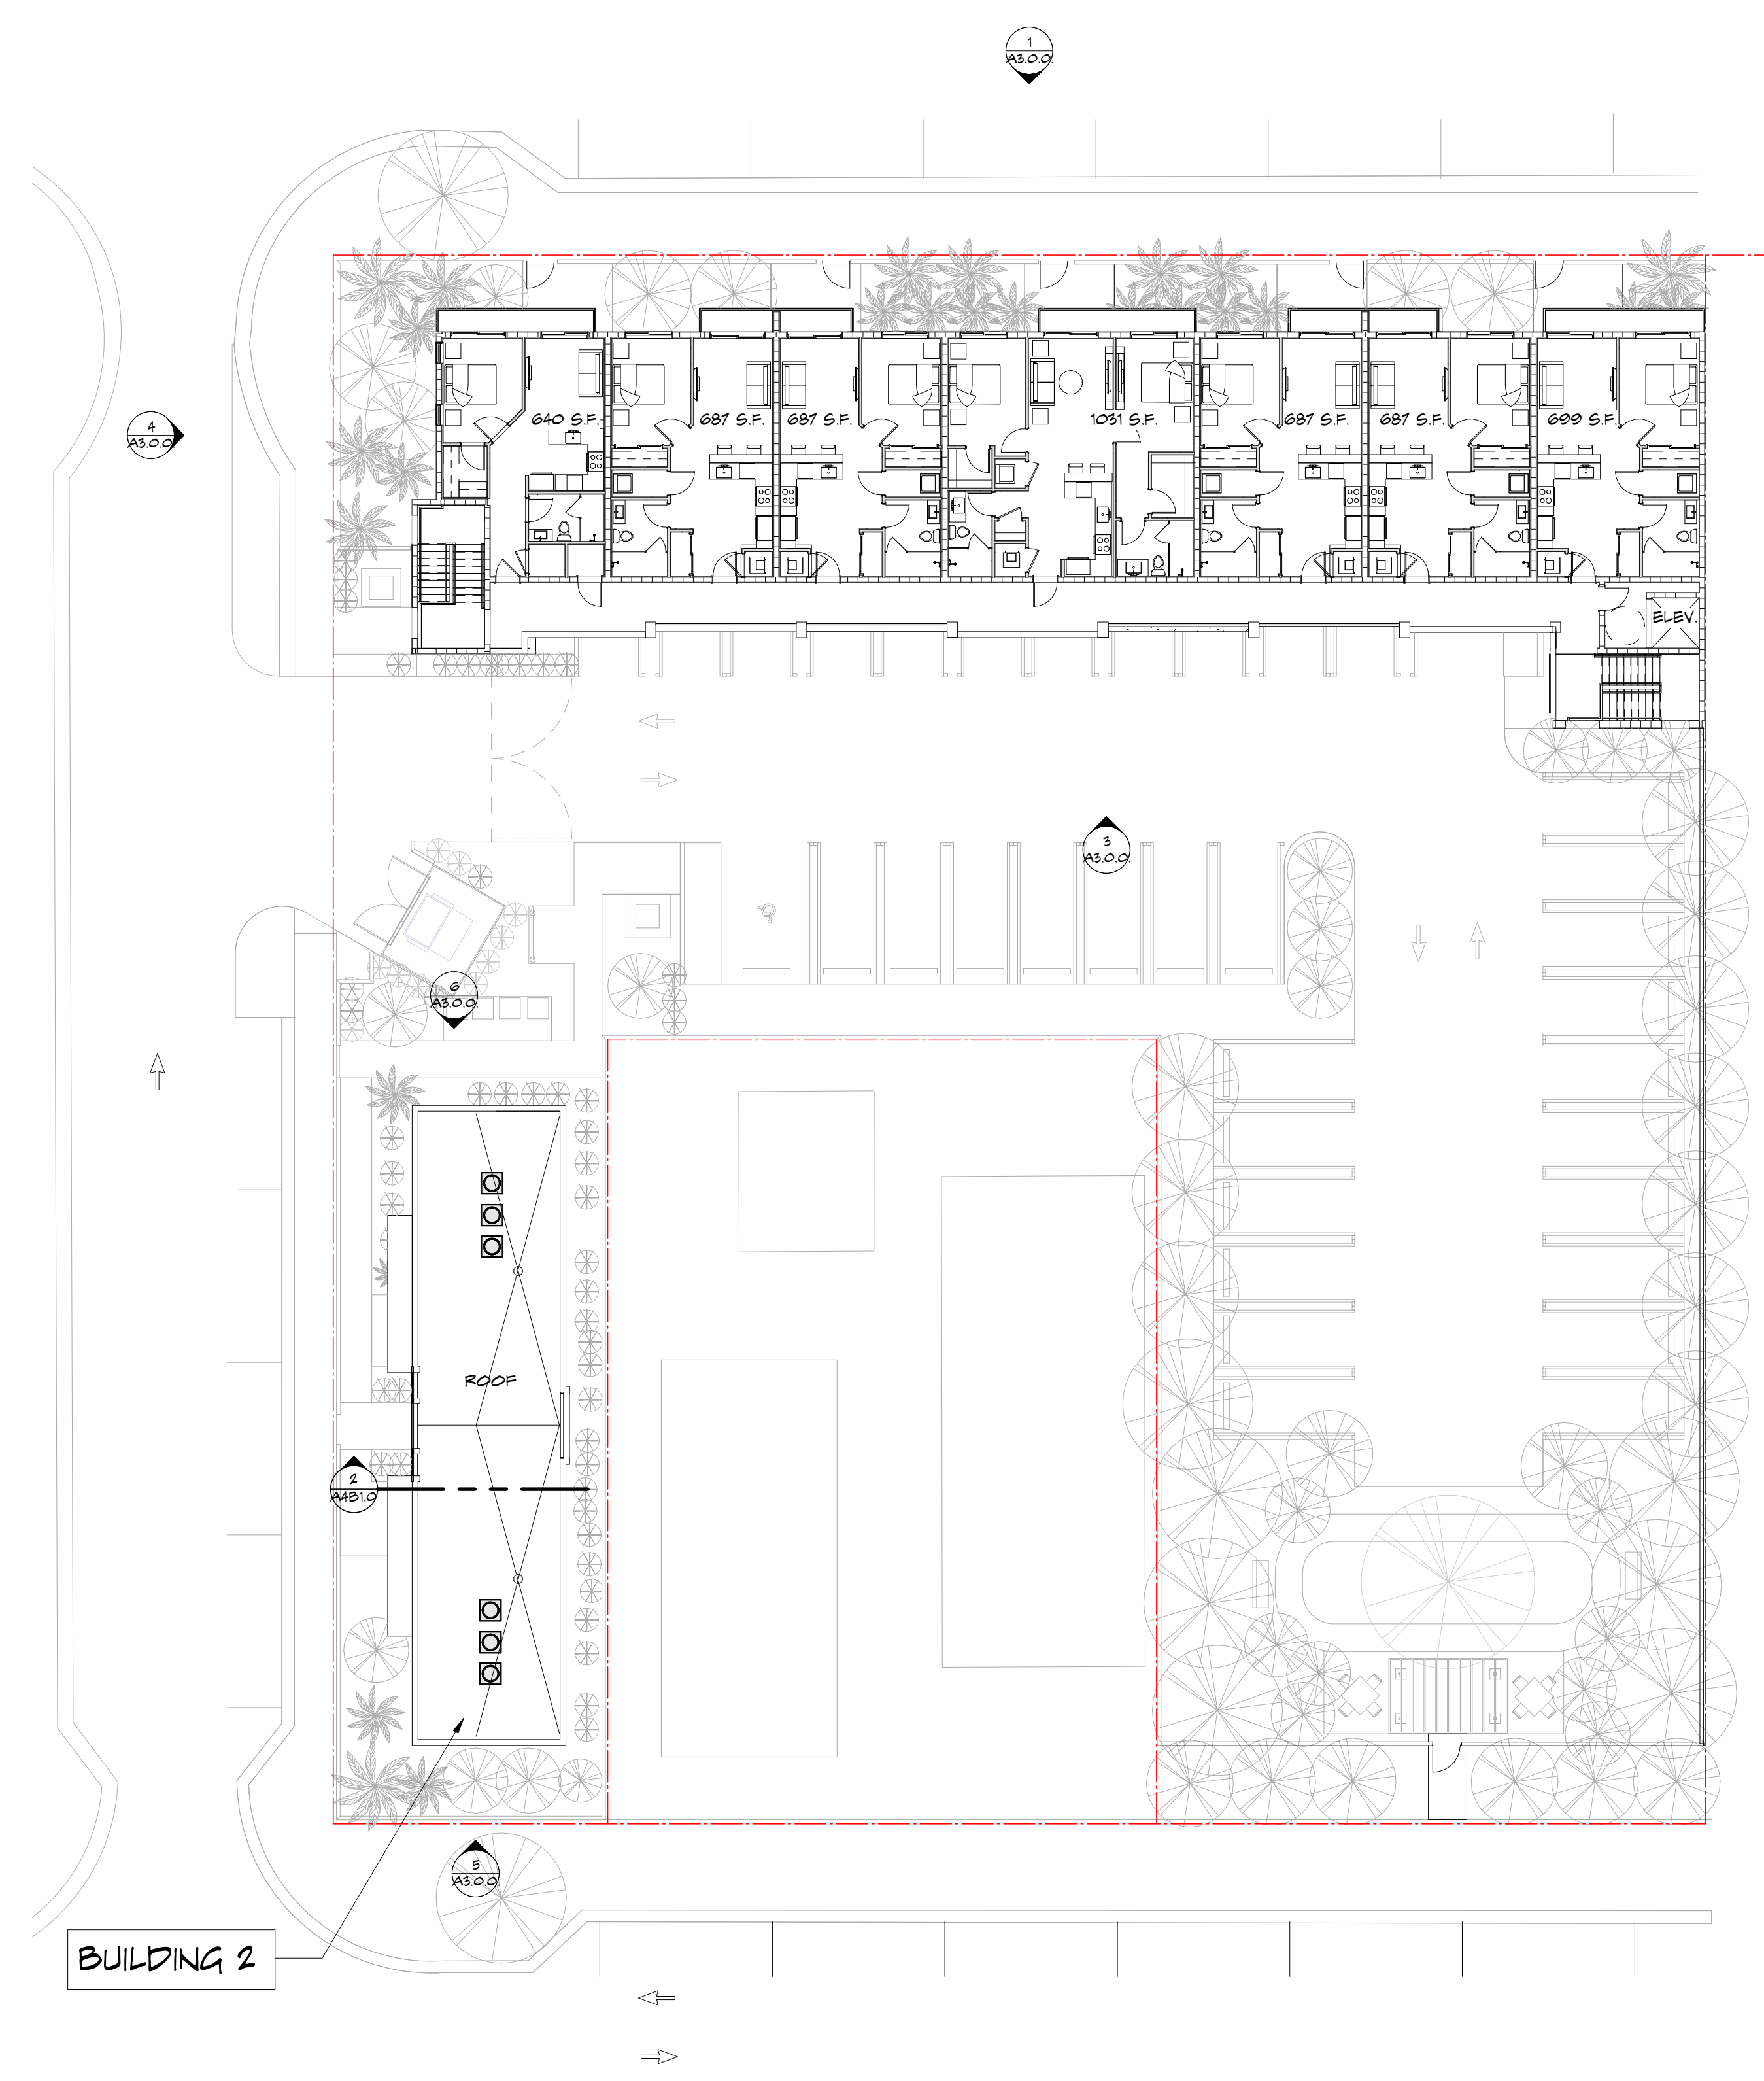 1
A3.0.0.
4
A3.0.0.
640 S.F.
687 S.F.
687 S.F.
1031 S.F.
687 S.F.
687 S.F.
699 S.F.
ELEV.
3
A3.0.0.
6
A3.0.0.
ROOF
2
A4B1.0
5
A3.0.0.
BUILDING 2